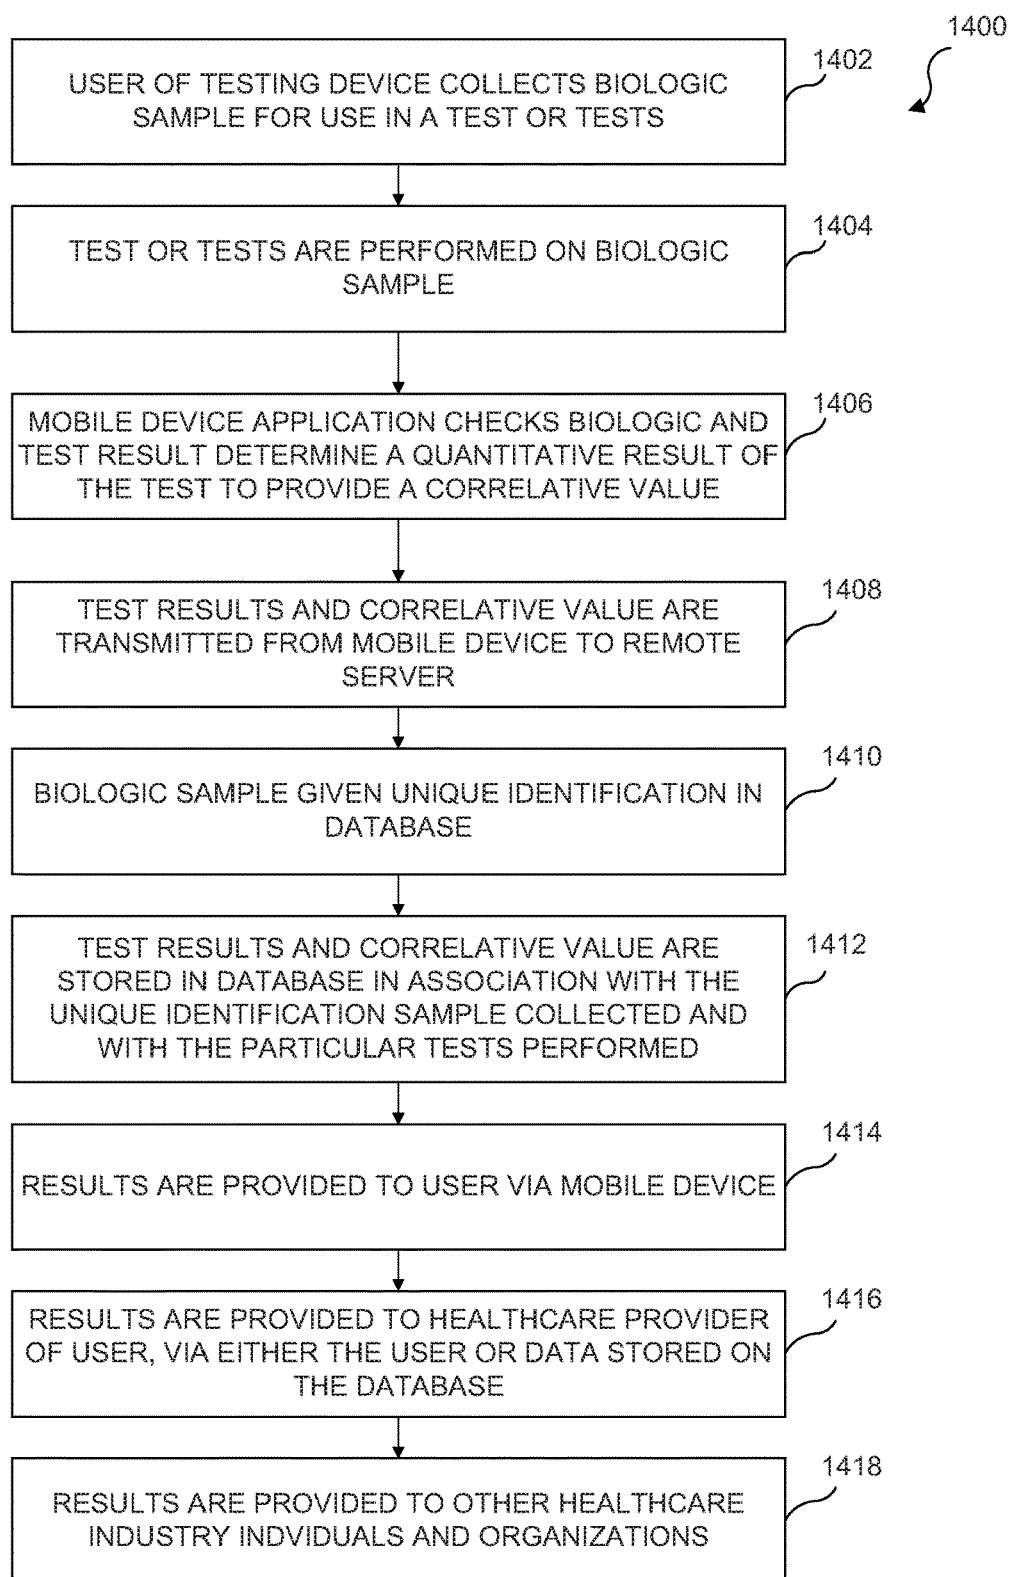 1400
1402
USER OF TESTING DEVICE COLLECTS BIOLOGIC
SAMPLE FOR USE IN A TEST OR TESTS
1404
TEST OR TESTS ARE PERFORMED ON BIOLOGIC
SAMPLE
1406
MOBILE DEVICE APPLICATION CHECKS BIOLOGIC AND
TEST RESULT DETERMINE A QUANTITATIVE RESULT OF
THE TEST TO PROVIDE A CORRELATIVE VALUE
1408
TEST RESULTS AND CORRELATIVE VALUE ARE
TRANSMITTED FROM MOBILE DEVICE TO REMOTE
SERVER
1410
BIOLOGIC SAMPLE GIVEN UNIQUE IDENTIFICATION IN
DATABASE
1412
TEST RESULTS AND CORRELATIVE VALUE ARE
STORED IN DATABASE IN ASSOCIATION WITH THE
UNIQUE IDENTIFICATION SAMPLE COLLECTED AND
WITH THE PARTICULAR TESTS PERFORMED
1414
RESULTS ARE PROVIDED TO USER VIA MOBILE DEVICE
1416
RESULTS ARE PROVIDED TO HEALTHCARE PROVIDER
OF USER, VIA EITHER THE USER OR DATA STORED ON
THE DATABASE
1418
RESULTS ARE PROVIDED TO OTHER HEALTHCARE
INDUSTRY INDVIDUALS AND ORGANIZATIONS